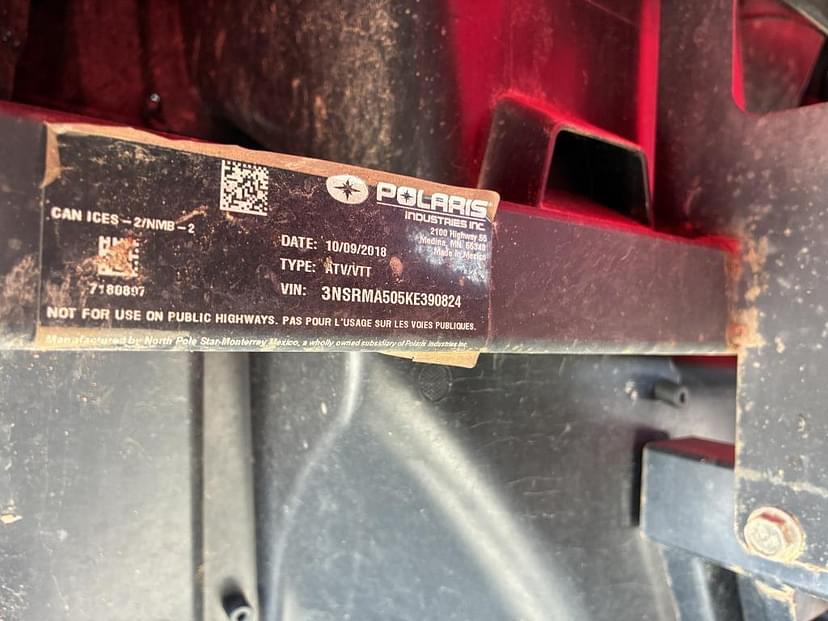 CAN ICES-2/NMB-2
7180897
POLARIS
INDUSTRIES INC.
2100 Highway 55
Medina, MN. 55340
Made in Mexico
DATE: 10/09/2018
TYPE: ATV/VTT
VIN: 3NSRMA505KE390824
NOT FOR USE ON PUBLIC HIGHWAYS. PAS POUR L'USAGE SUR LES VOIES PUBLIQUES.
Manufactured by North Pole Star-Monterray Mexico, a wholly owned subsidiary of Polaris Industries Inc.